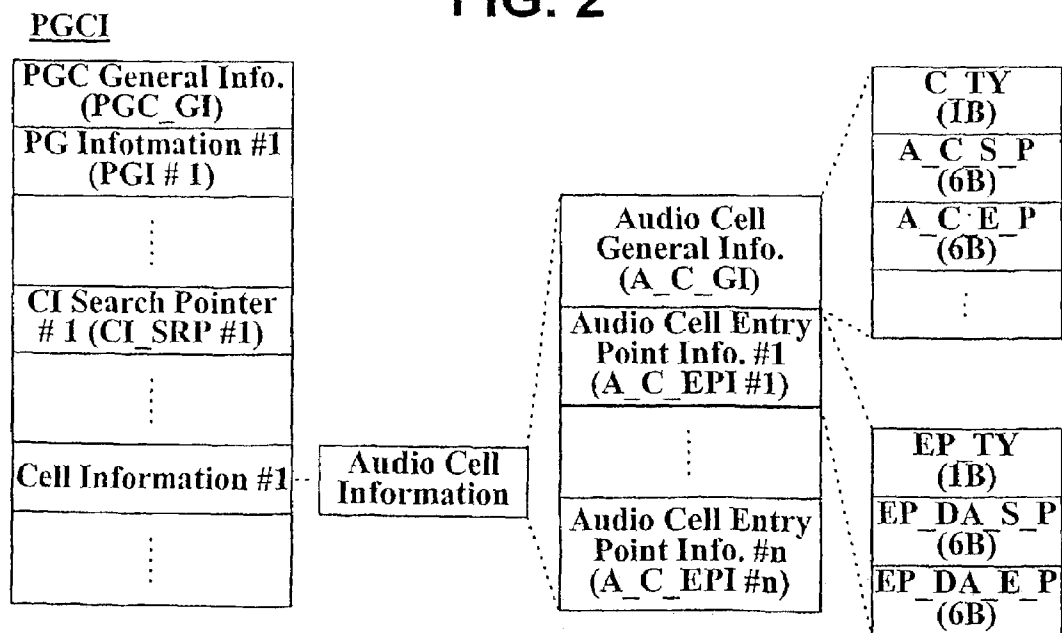 FIG. 2
PGCI
PGC General Info.
(PGC_GI)
PG Infotmation #1
(PGI # 1)
CI Search Pointer
# 1 (CI_SRP #1)
Cell Information #1
Audio Cell
Information
Audio Cell
General Info.
(A_C_GI)
Audio Cell Entry
Point Info. #1
(A_C_EPI #1)
Audio Cell Entry
Point Info. #n
(A_C_EPI #n)
C_TY
(1B)
A_C_S_P
(6B)
A_C_E_P
(6B)
EP_TY
(1B)
EP_DA_S_P
(6B)
EP_DA_E_P
(6B)